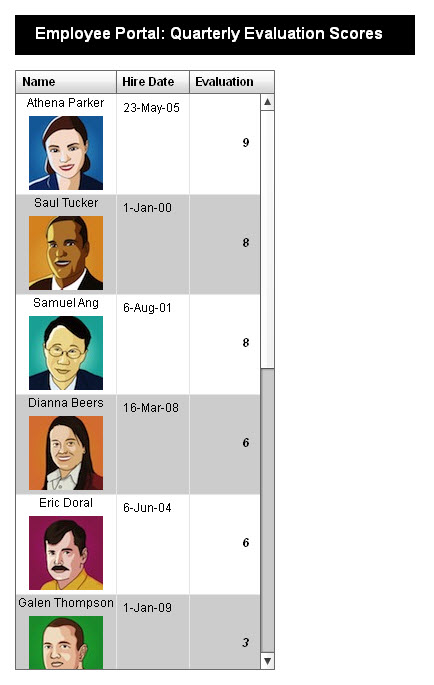 Employee Portal: Quarterly Evaluation Scores
Name Hire Date Evaluation
Athena Parker 23-May-05 9
Saul Tucker 1-Jan-00 8
Samuel Ang 6-Aug-01 8
Dianna Beers 16-Mar-08 6
Eric Doral 6-Jun-04 6
Galen Thompson 1-Jan-09 3